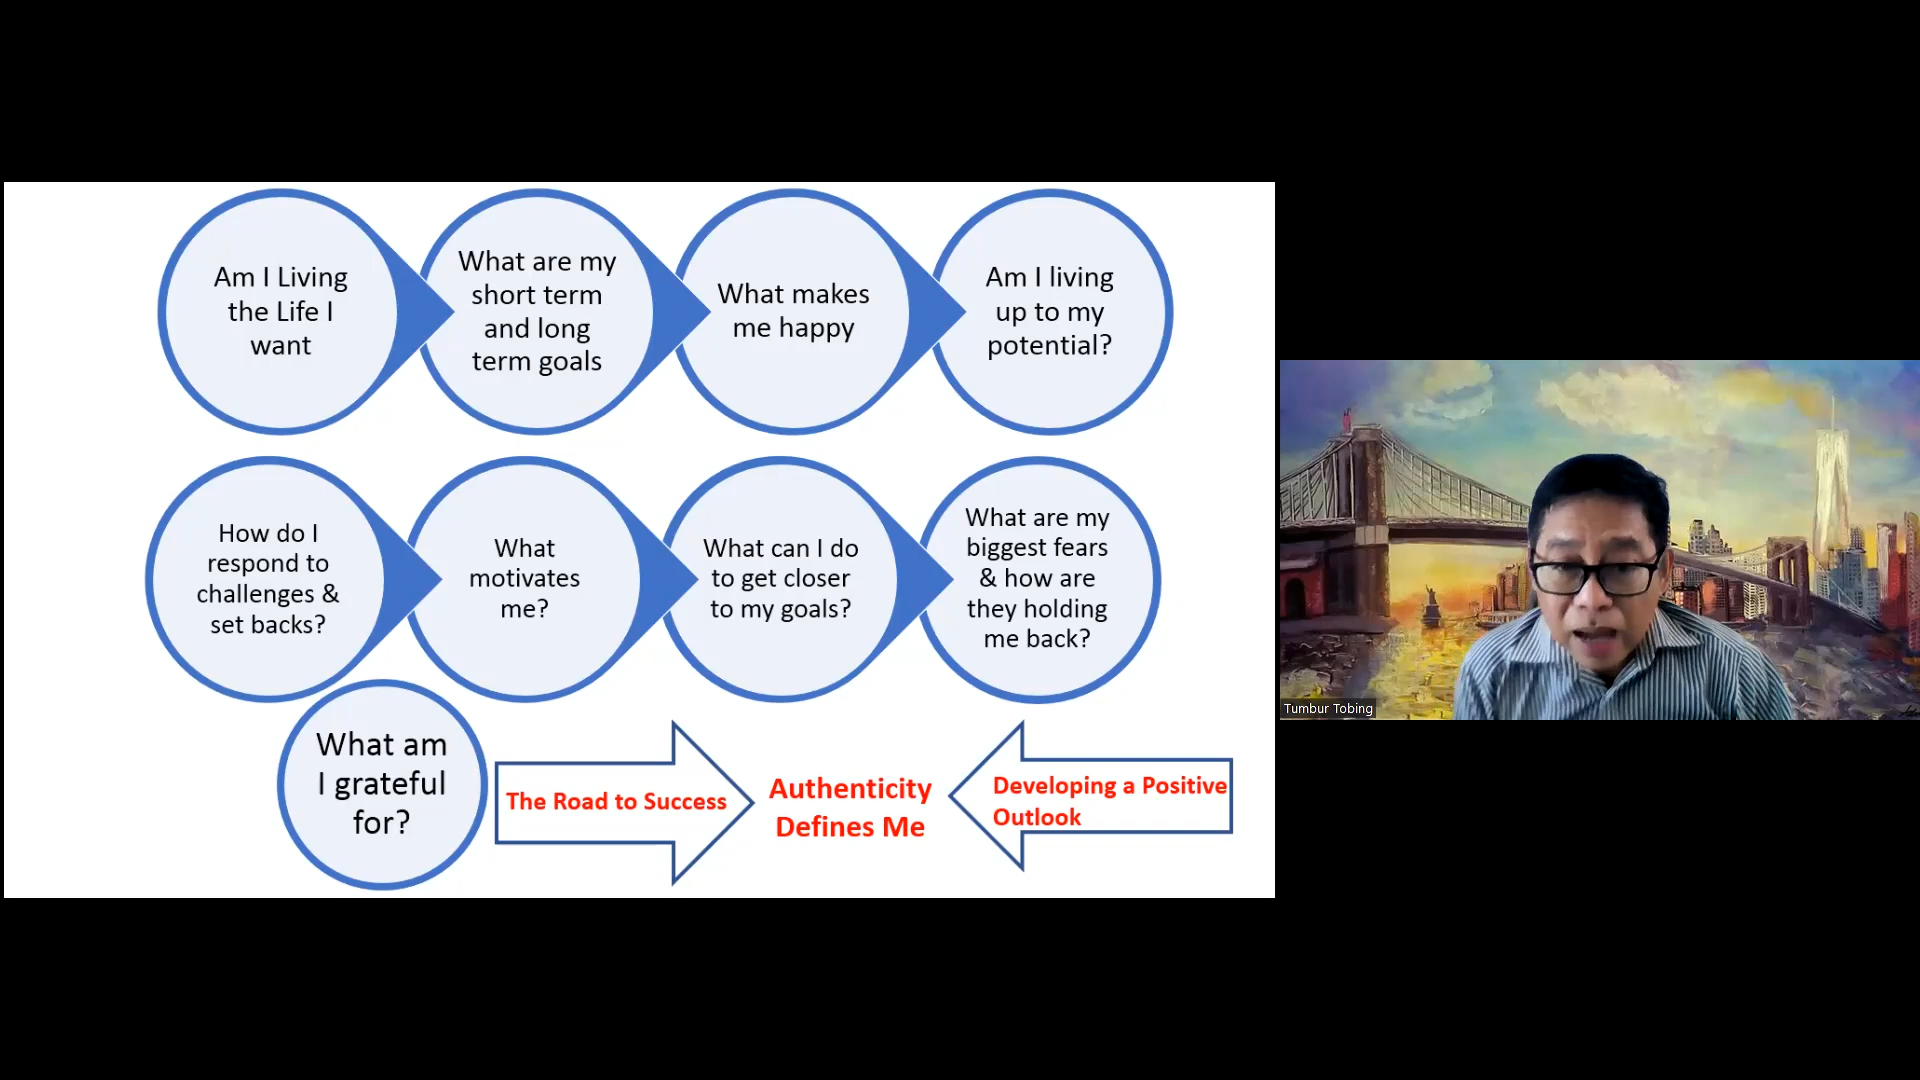 Am I Living
the Life I
want
What are my
short term
and long
term goals
What makes
me happy
Am I living
up to my
potential?
How do I
respond to
challenges &
set backs?
What
motivates
me?
What can I do
to get closer
to my goals?
What are my
biggest fears
& how are
they holding
me back?
What am
I grateful
for?
The Road to Success
Authenticity
Defines Me
Developing a Positive
Outlook
Tumbur Tobing